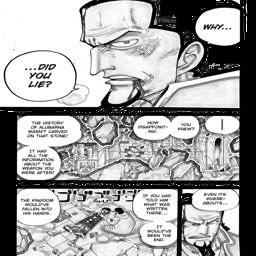 WHY...
...DID
YOU
LIE?
THE HISTORY
OF ALUBARNA
WASN'T CARVED
ON THAT STONE!
IT HAS
ALL THE
INFORMATION
ABOUT THE
WEAPON YOU
WERE AFTER!
HOW
DISAPPOINT-
ING.
YOU
KNEW?
THE KINGDOM
WOULD'VE
FALLEN INTO
HIS HANDS.
IF YOU HAD
TOLD HIM
WHAT WAS
WRITTEN
THERE...
IT
WOULD'VE
BEEN THE
END.
EVEN ITS
WHERE-
ABOUTS...